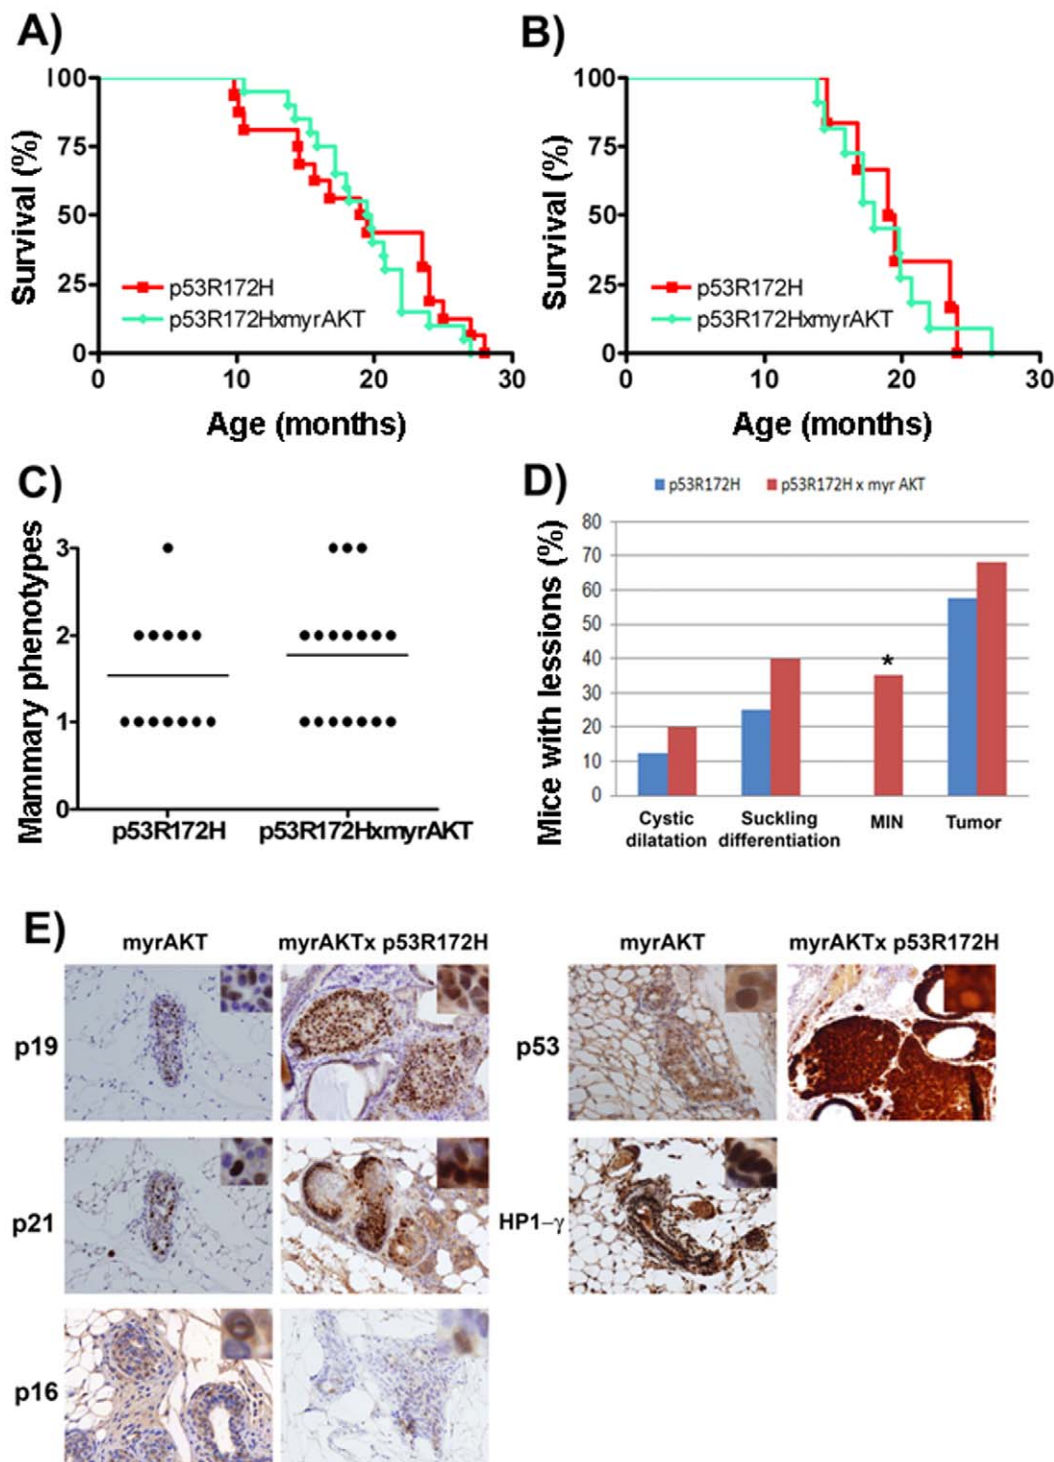 A)
Survival (%)
100
75
50
25
0
p53R172H
p53R172HxmyrAKT
0 10 20 30
Age (months)
B)
Survival (%)
100
75
50
25
0
p53R172H
p53R172HxmyrAKT
0 10 20 30
Age (months)
C)
Mammary phenotypes
3
2
1
0
p53R172H p53R172HxmyrAKT
D)
p53R172H p53R172H x myr AKT
Mice with lessions (%)
80
70
60
50
40
30
20
10
0
*
Cystic dilatation
Suckling differentiation
MIN
Tumor
E)
myrAKT myrAKTx p53R172H
p19
p21
p16
myrAKT myrAKTx p53R172H
p53
HP1-γ